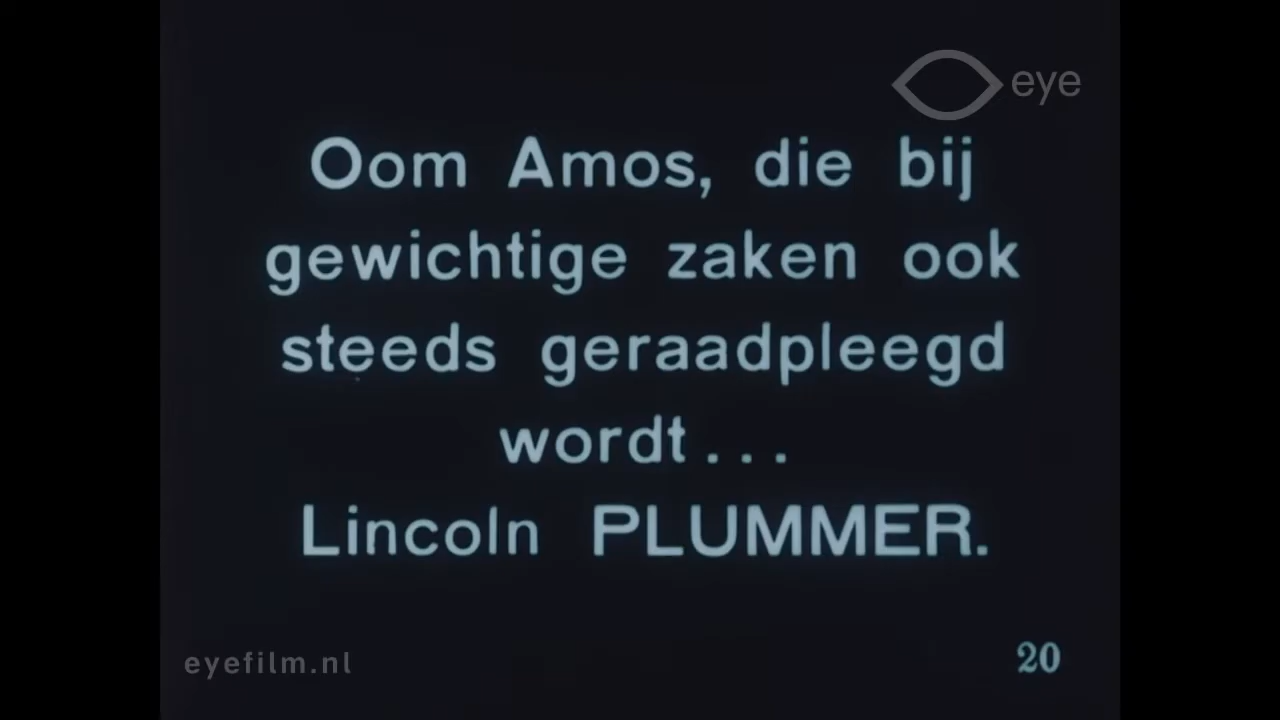 eye
Oom Amos, die bij
gewichtige zaken ook
steeds geraadpleegd
wordt...
Lincoln PLUMMER.
eyefilm.nl
20